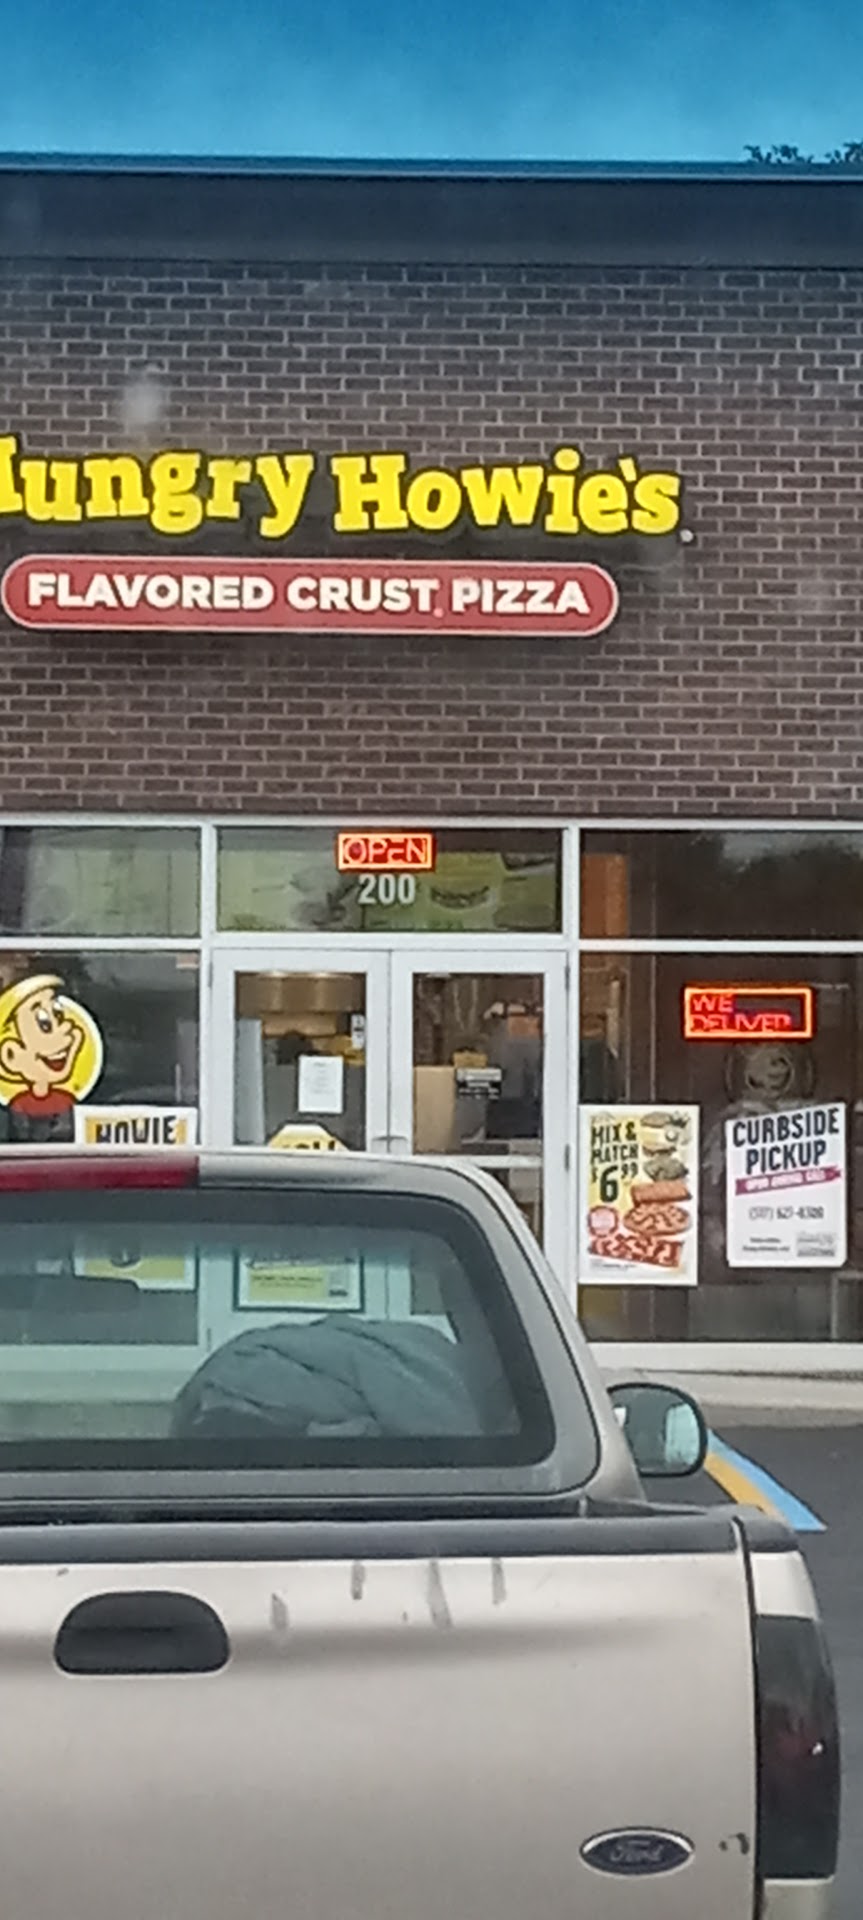 Hungry Howie's
FLAVORED CRUST PIZZA
OPEN
200
WE
DELIVER
HOWIE
MIX &
MATCH
$6.99
CURBSIDE
PICKUP
Ford